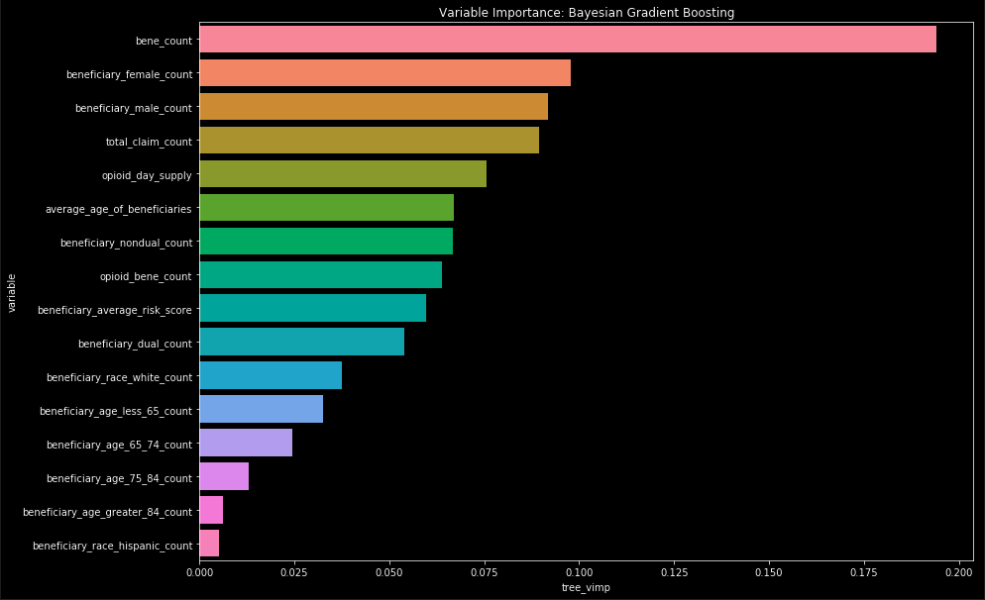 Variable Importance: Bayesian Gradient Boosting
bene_count
beneficiary_female_count
beneficiary_male_count
total_claim_count
opioid_day_supply
average_age_of_beneficiaries
beneficiary_nondual_count
opioid_bene_count
variable
beneficiary_average_risk_score
beneficiary_dual_count
beneficiary_race_white_count
beneficiary_age_less_65_count
beneficiary_age_65_74_count
beneficiary_age_75_84_count
beneficiary_age_greater_84_count
beneficiary_race_hispanic_count
0.000 0.025 0.050 0.075 0.100 0.125 0.150 0.175 0.200
tree_vimp